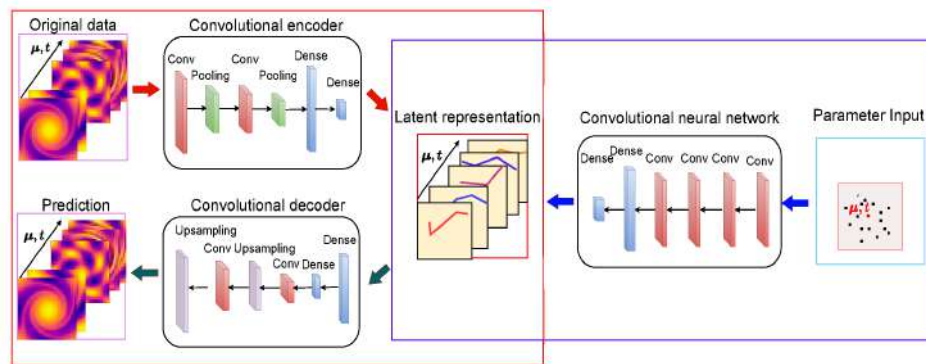 Original data
Convolutional encoder
μ, t
Conv
Pooling
Conv
Pooling
Dense
Dense
Latent representation
μ, t
Convolutional neural network
Dense
Dense
Conv
Conv
Conv
Conv
Parameter Input
μ, t
Prediction
Convolutional decoder
μ, t
Upsampling
Conv
Upsampling
Conv
Dense
Dense